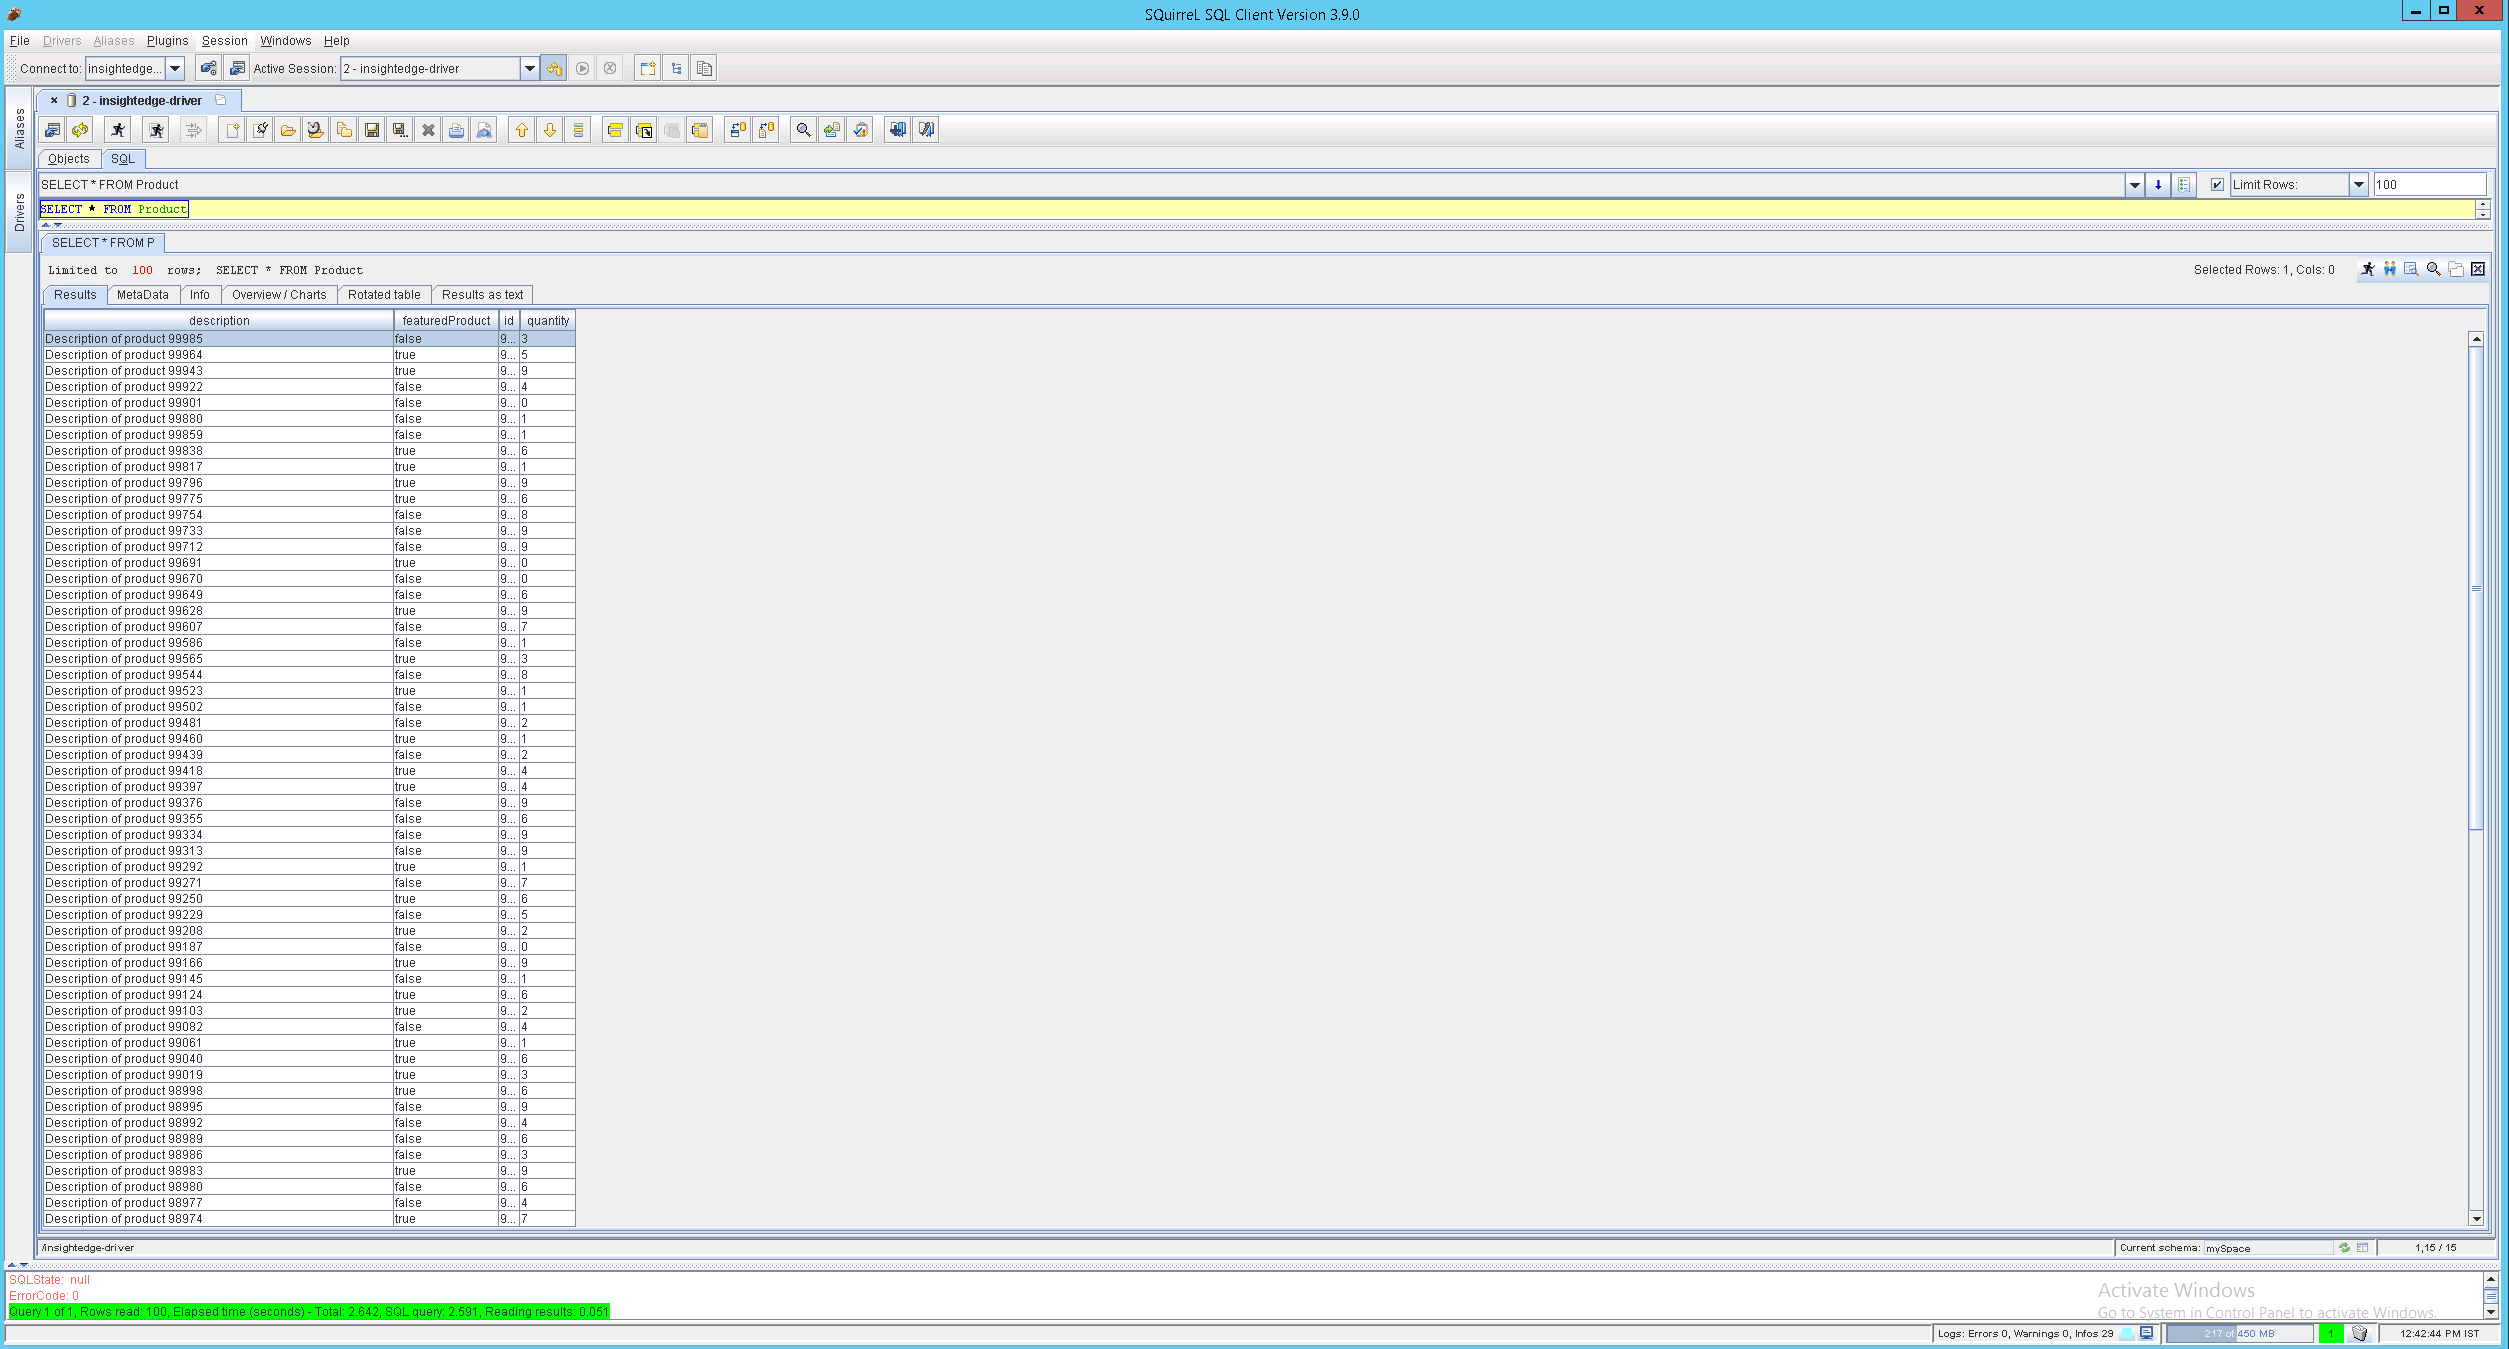 SQuirreL SQL Client Version 3.9.0
File Drivers Aliases Plugins Session Windows Help
Connect to: insightedge... Active Session: 2 - insightedge-driver
Aliases
Drivers
2 - insightedge-driver
Objects SQL
SELECT * FROM Product Limit Rows: 100
SELECT * FROM Product
SELECT * FROM P
Limited to 100 rows; SELECT * FROM Product Selected Rows: 1, Cols: 0
Results MetaData Info Overview / Charts Rotated table Results as text
description featuredProduct id quantity
Description of product 99985 false 9... 3
Description of product 99964 true 9... 5
Description of product 99943 true 9... 9
Description of product 99922 false 9... 4
Description of product 99901 false 9... 0
Description of product 99880 false 9... 1
Description of product 99859 false 9... 1
Description of product 99838 true 9... 6
Description of product 99817 true 9... 1
Description of product 99796 true 9... 9
Description of product 99775 true 9... 6
Description of product 99754 false 9... 8
Description of product 99733 false 9... 9
Description of product 99712 false 9... 9
Description of product 99691 true 9... 0
Description of product 99670 false 9... 0
Description of product 99649 false 9... 6
Description of product 99628 true 9... 9
Description of product 99607 false 9... 7
Description of product 99586 false 9... 1
Description of product 99565 true 9... 3
Description of product 99544 false 9... 8
Description of product 99523 true 9... 1
Description of product 99502 false 9... 1
Description of product 99481 false 9... 2
Description of product 99460 true 9... 1
Description of product 99439 false 9... 2
Description of product 99418 true 9... 4
Description of product 99397 true 9... 4
Description of product 99376 false 9... 9
Description of product 99355 false 9... 6
Description of product 99334 false 9... 9
Description of product 99313 false 9... 9
Description of product 99292 true 9... 1
Description of product 99271 false 9... 7
Description of product 99250 true 9... 6
Description of product 99229 false 9... 5
Description of product 99208 true 9... 2
Description of product 99187 false 9... 0
Description of product 99166 true 9... 9
Description of product 99145 false 9... 1
Description of product 99124 true 9... 6
Description of product 99103 true 9... 2
Description of product 99082 false 9... 4
Description of product 99061 true 9... 1
Description of product 99040 true 9... 6
Description of product 99019 true 9... 3
Description of product 98998 true 9... 6
Description of product 98995 false 9... 9
Description of product 98992 false 9... 4
Description of product 98989 false 9... 6
Description of product 98986 false 9... 3
Description of product 98983 true 9... 9
Description of product 98980 false 9... 6
Description of product 98977 false 9... 4
Description of product 98974 true 9... 7
/insightedge-driver Current schema: mySpace 1,15 / 15
SQLState: null
ErrorCode: 0
Query 1 of 1, Rows read: 100, Elapsed time (seconds) - Total: 2.642, SQL query: 2.591, Reading results: 0.051
Activate Windows
Go to System in Control Panel to activate Windows.
Logs: Errors 0, Warnings 0, Infos 29 217 of 450 MB 1 12:42:44 PM IST